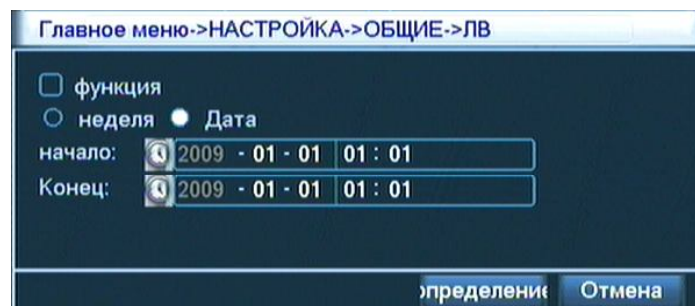 Главное меню->НАСТРОЙКА->ОБЩИЕ->ЛВ
функция
неделя Дата
начало: 2009 - 01 - 01 01 : 01
Конец: 2009 - 01 - 01 01 : 01
определение Отмена